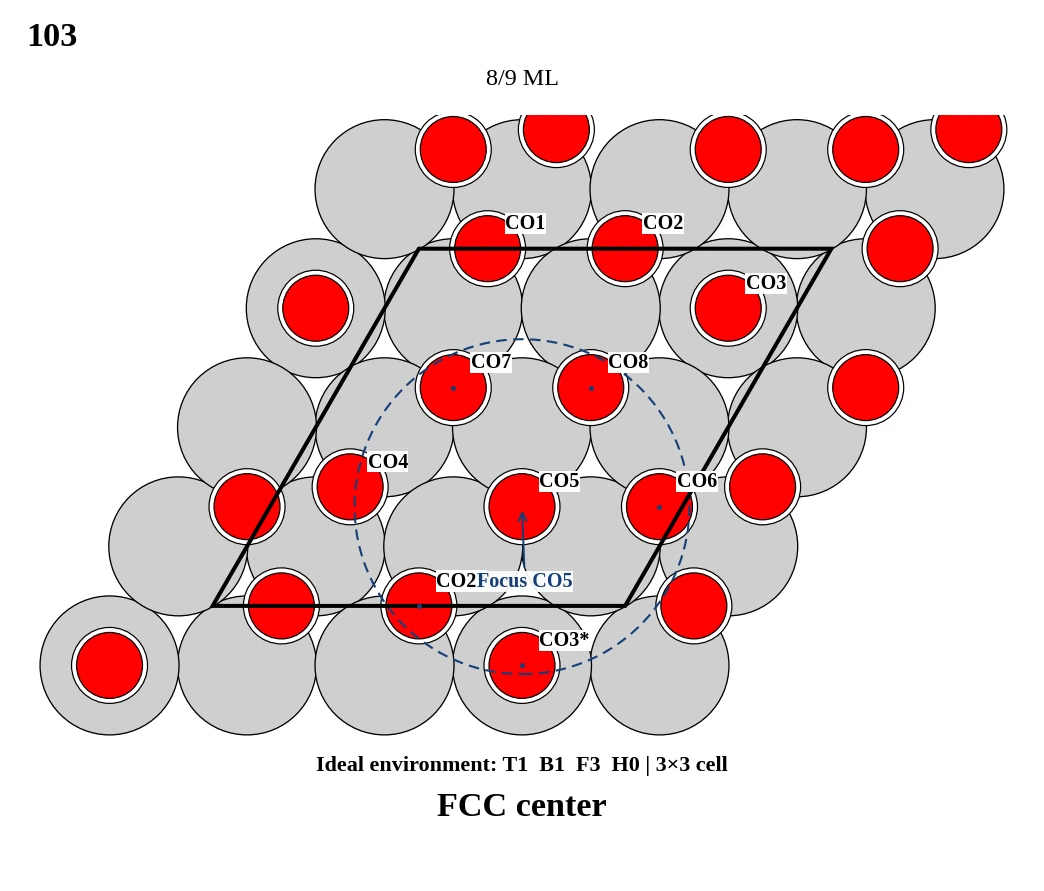 103
8/9 ML
CO1
CO2
CO3
CO7
CO8
CO4
CO5
CO6
CO2
Focus CO5
CO3*
Ideal environment: T1 B1 F3 H0 | 3×3 cell
FCC center